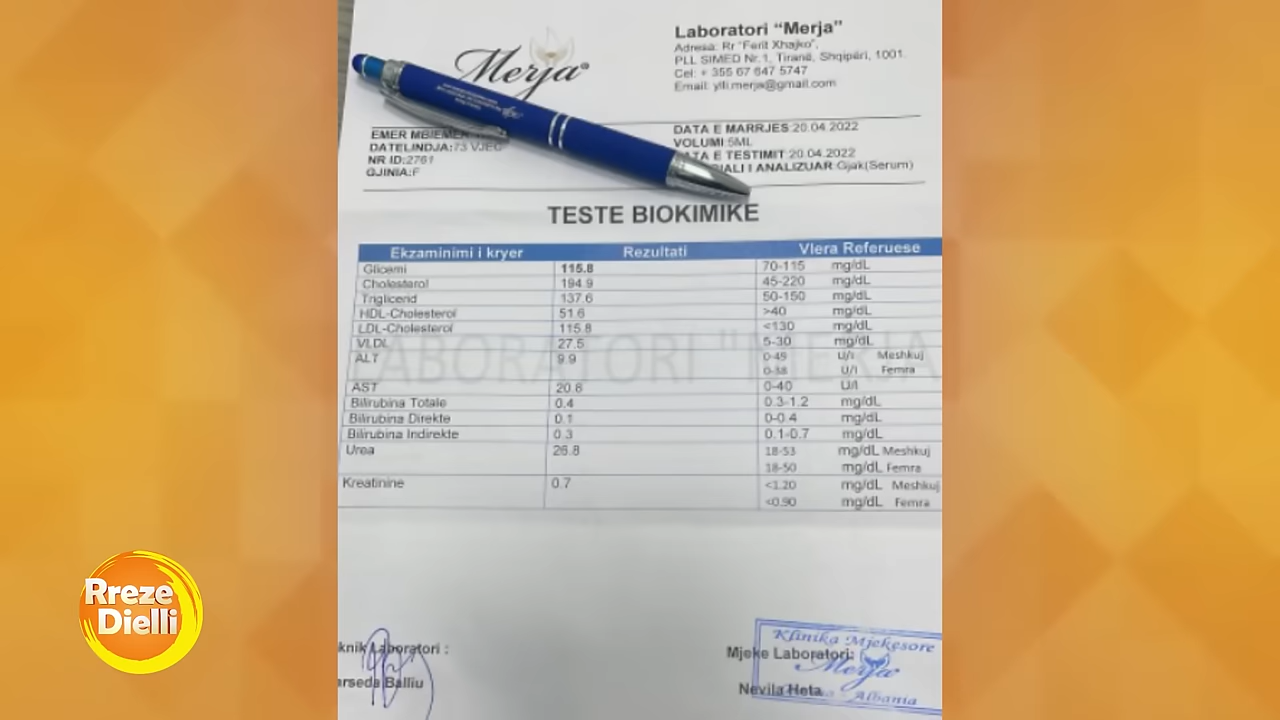 Merja®
Laboratori "Merja"
Adresa: Rr "Ferit Xhajko",
PLL SIMED Nr.1, Tiranë, Shqipëri, 1001.
Cel: + 355 67 647 5747
Email: ylli.merja@gmail.com
EMER MBIEMER
DATELINDJA:73 VJEC
NR ID:2761
GJINIA:F
DATA E MARRJES:20.04.2022
VOLUMI:5ML
E TESTIMIT:20.04.2022
I ANALIZUAR:Gjak(Serum)
TESTE BIOKIMIKE
Ekzaminimi i kryer Rezultati Vlera Referuese
Glicemi 115.8 70-115 mg/dL
Cholesterol 194.9 45-220 mg/dL
Triglicerid 137.6 50-150 mg/dL
HDL-Cholesterol 51.6 >40 mg/dL
LDL-Cholesterol 115.8 <130 mg/dL
VLDL 27.5 5-30 mg/dL
ALT 9.9 0-49 U/l Meshkuj
0-38 U/l Femra
AST 20.8 0-40 U/l
Bilirubina Totale 0.4 0.3-1.2 mg/dL
Bilirubina Direkte 0.1 0-0.4 mg/dL
Bilirubina Indirekte 0.3 0.1-0.7 mg/dL
Urea 26.8 18-53 mg/dL Meshkuj
18-50 mg/dL Femra
Kreatinine 0.7 <1.20 mg/dL Meshkuj
<0.90 mg/dL Femra
LABORATORI "MERJA
Rreze
Dielli
knik Laboratori :
arseda Balliu
Mjeke Laboratori:
Nevila Heta
Klinika Mjekesore
Merja
Albania